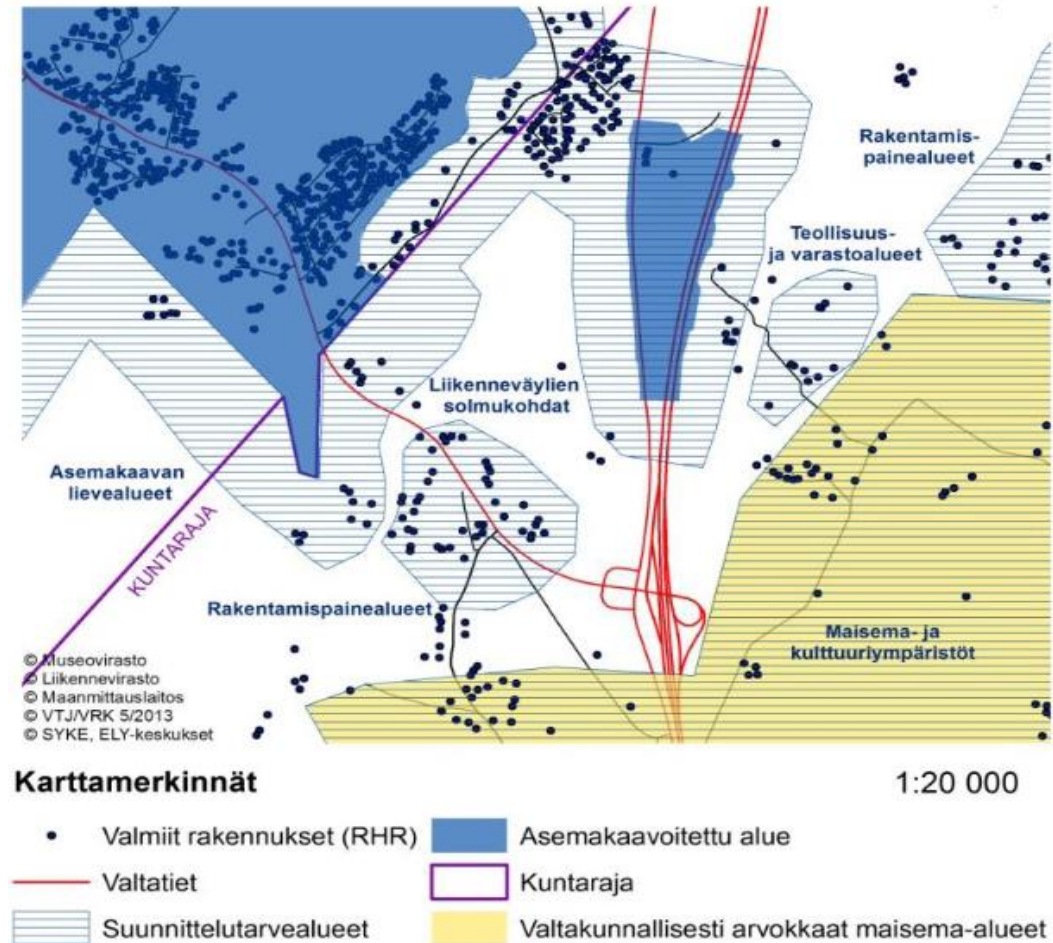 Rakentamis-
painealueet
Teollisuus-
ja varastoalueet
Liikenneväylien
solmukohdat
Asemakaavan
lievealueet
KUNTARAJA
Rakentamispainealueet
Maisema- ja
kulttuuriympäristöt
© Museovirasto
© Liikennevirasto
© Maanmittauslaitos
© VTJ/VRK 5/2013
© SYKE, ELY-keskukset
Karttamerkinnät
1:20 000
Valmiit rakennukset (RHR)
Asemakaavoitettu alue
Valtatiet
Kuntaraja
Suunnittelutarvealueet
Valtakunnallisesti arvokkaat maisema-alueet